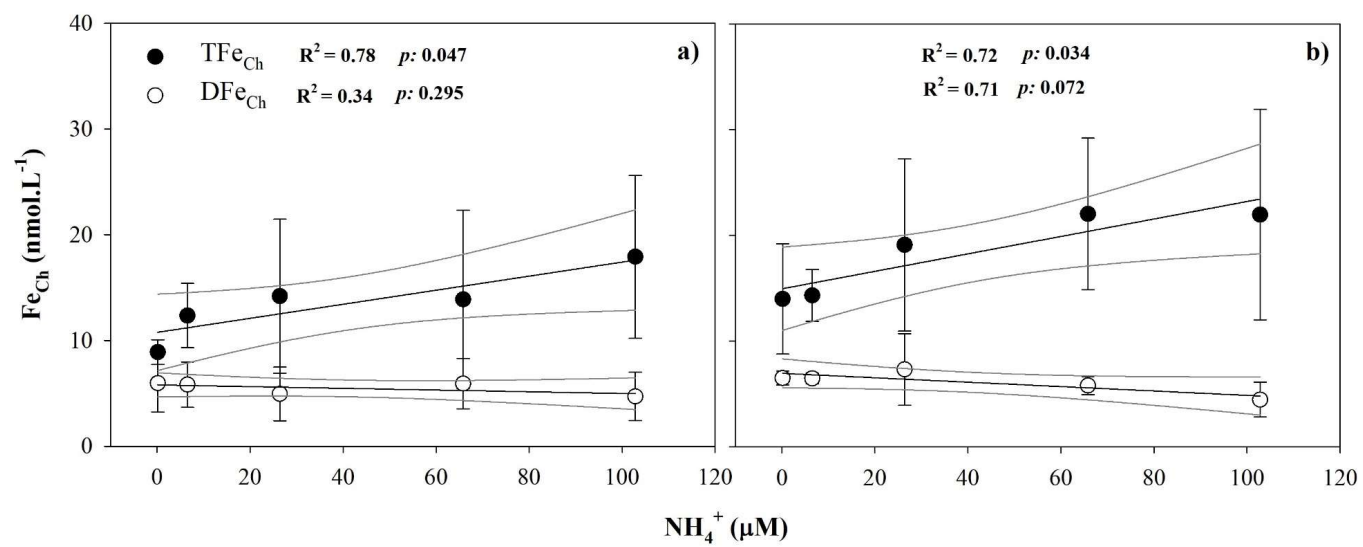 40
30
20
10
0
Fe_Ch (nmol.L^-1)
TFe_Ch R² = 0.78 p: 0.047 a)
DFe_Ch R² = 0.34 p: 0.295
R² = 0.72 p: 0.034 b)
R² = 0.71 p: 0.072
0 20 40 60 80 100 120
0 20 40 60 80 100 120
NH₄⁺ (µM)